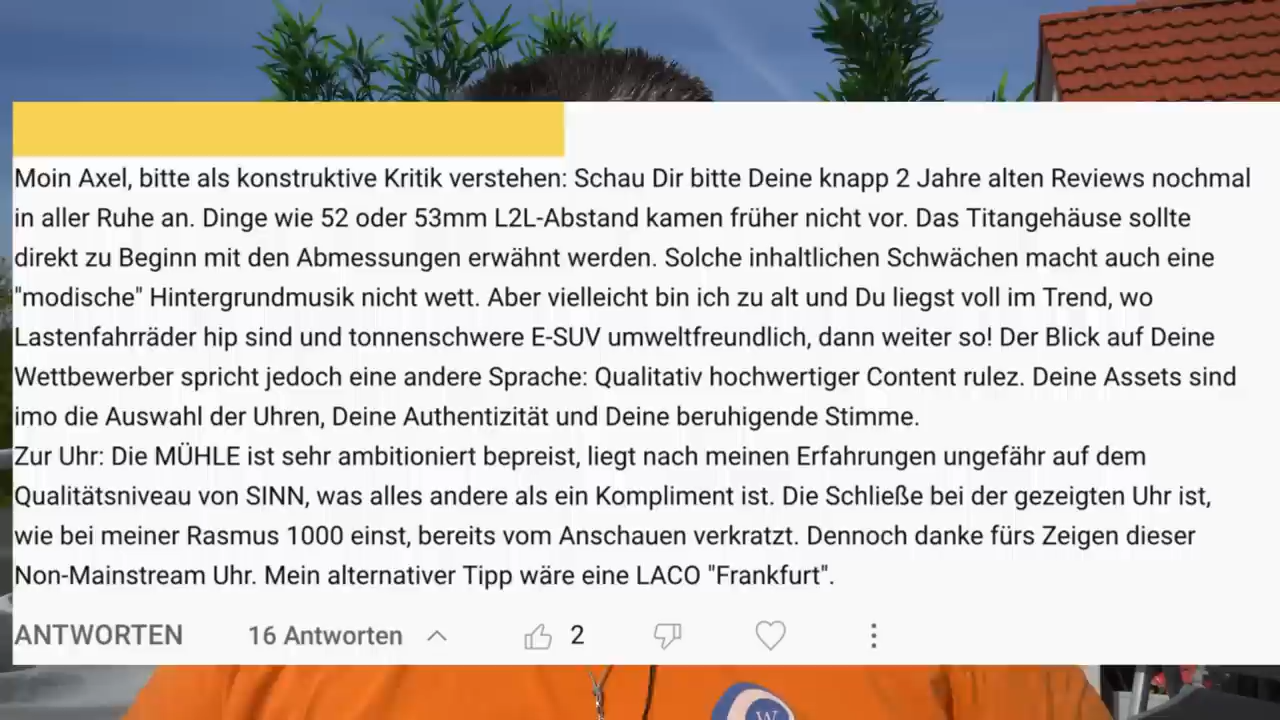 Moin Axel, bitte als konstruktive Kritik verstehen: Schau Dir bitte Deine knapp 2 Jahre alten Reviews nochmal
in aller Ruhe an. Dinge wie 52 oder 53mm L2L-Abstand kamen früher nicht vor. Das Titangehäuse sollte
direkt zu Beginn mit den Abmessungen erwähnt werden. Solche inhaltlichen Schwächen macht auch eine
"modische" Hintergrundmusik nicht wett. Aber vielleicht bin ich zu alt und Du liegst voll im Trend, wo
Lastenfahrräder hip sind und tonnenschwere E-SUV umweltfreundlich, dann weiter so! Der Blick auf Deine
Wettbewerber spricht jedoch eine andere Sprache: Qualitativ hochwertiger Content rulez. Deine Assets sind
imo die Auswahl der Uhren, Deine Authentizität und Deine beruhigende Stimme.
Zur Uhr: Die MÜHLE ist sehr ambitioniert bepreist, liegt nach meinen Erfahrungen ungefähr auf dem
Qualitätsniveau von SINN, was alles andere als ein Kompliment ist. Die Schließe bei der gezeigten Uhr ist,
wie bei meiner Rasmus 1000 einst, bereits vom Anschauen verkratzt. Dennoch danke fürs Zeigen dieser
Non-Mainstream Uhr. Mein alternativer Tipp wäre eine LACO "Frankfurt".
ANTWORTEN 16 Antworten 2
W